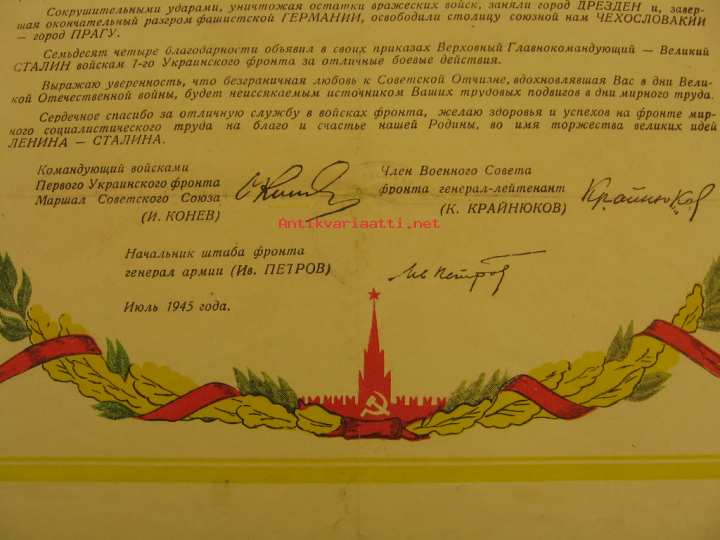 Сокрушительными ударами, уничтожая остатки вражеских войск, заняли город ДРЕЗДЕН и, завер-
шая окончательный разгром фашистской ГЕРМАНИИ, освободили столицу союзной нам ЧЕХОСЛОВАКИИ
— город ПРАГУ.
Семьдесят четыре благодарности объявил в своих приказах Верховный Главнокомандующий — Великий
СТАЛИН войскам 1-го Украинского фронта за отличные боевые действия.
Выражаю уверенность, что безграничная любовь к Советской Отчизне, вдохновлявшая Вас в дни Вели-
кой Отечественной войны, будет неиссякаемым источником Ваших трудовых подвигов в дни мирного труда.
Сердечное спасибо за отличную службу в войсках фронта, желаю здоровья и успехов на фронте мир-
ного социалистического труда на благо и счастье нашей Родины, во имя торжества великих идей
ЛЕНИНА — СТАЛИНА.
Командующий войсками
Первого Украинского фронта
Маршал Советского Союза
(И. КОНЕВ)
Член Военного Совета
фронта генерал-лейтенант
(К. КРАЙНЮКОВ)
Крайнюков
Antikvariaatti.net
Начальник штаба фронта
генерал армии (Ив. ПЕТРОВ)
Ив Петров
Июль 1945 года.